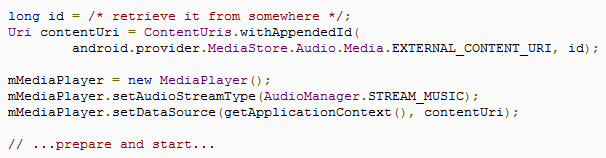 long id = /* retrieve it from somewhere */;
Uri contentUri = ContentUris.withAppendedId(
        android.provider.MediaStore.Audio.Media.EXTERNAL_CONTENT_URI, id);

mMediaPlayer = new MediaPlayer();
mMediaPlayer.setAudioStreamType(AudioManager.STREAM_MUSIC);
mMediaPlayer.setDataSource(getApplicationContext(), contentUri);

// ...prepare and start...